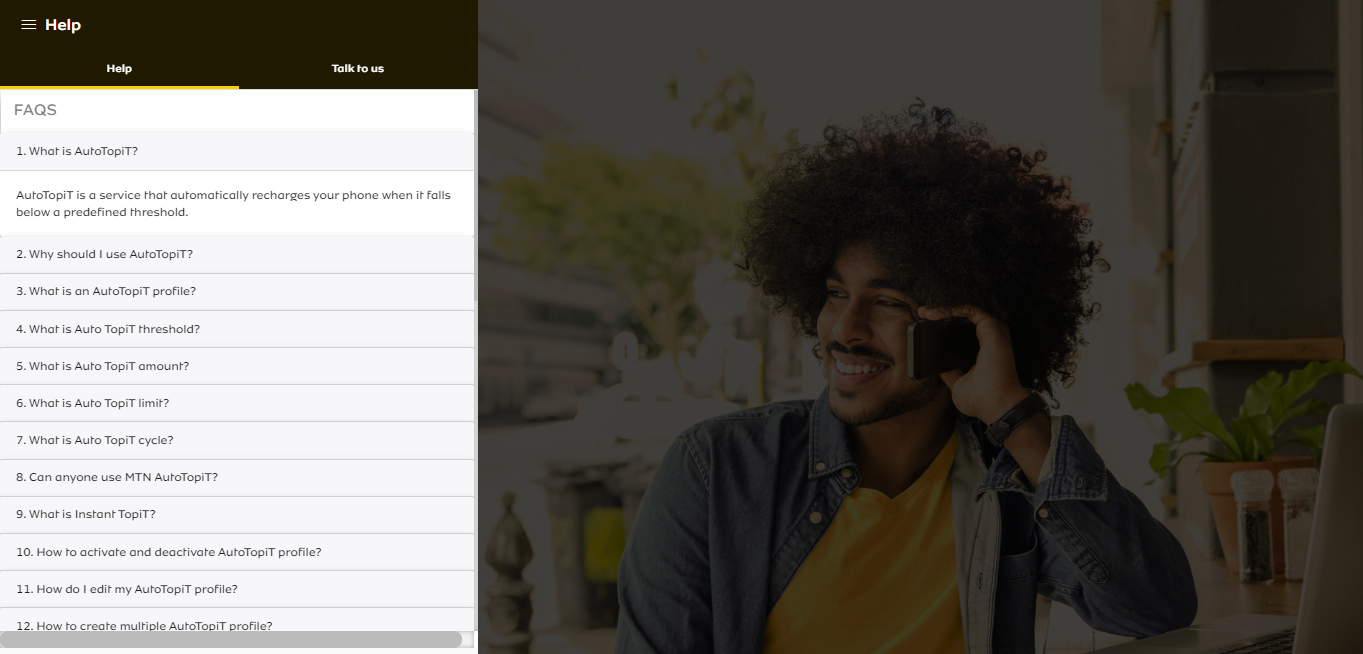 Help
Help
Talk to us
FAQS
1. What is AutoTopiT?
AutoTopiT is a service that automatically recharges your phone when it falls
below a predefined threshold.
2. Why should I use AutoTopiT?
3. What is an AutoTopiT profile?
4. What is Auto TopiT threshold?
5. What is Auto TopiT amount?
6. What is Auto TopiT limit?
7. What is Auto TopiT cycle?
8. Can anyone use MTN AutoTopiT?
9. What is Instant TopiT?
10. How to activate and deactivate AutoTopiT profile?
11. How do I edit my AutoTopiT profile?
12. How to create multiple AutoTopiT profile?